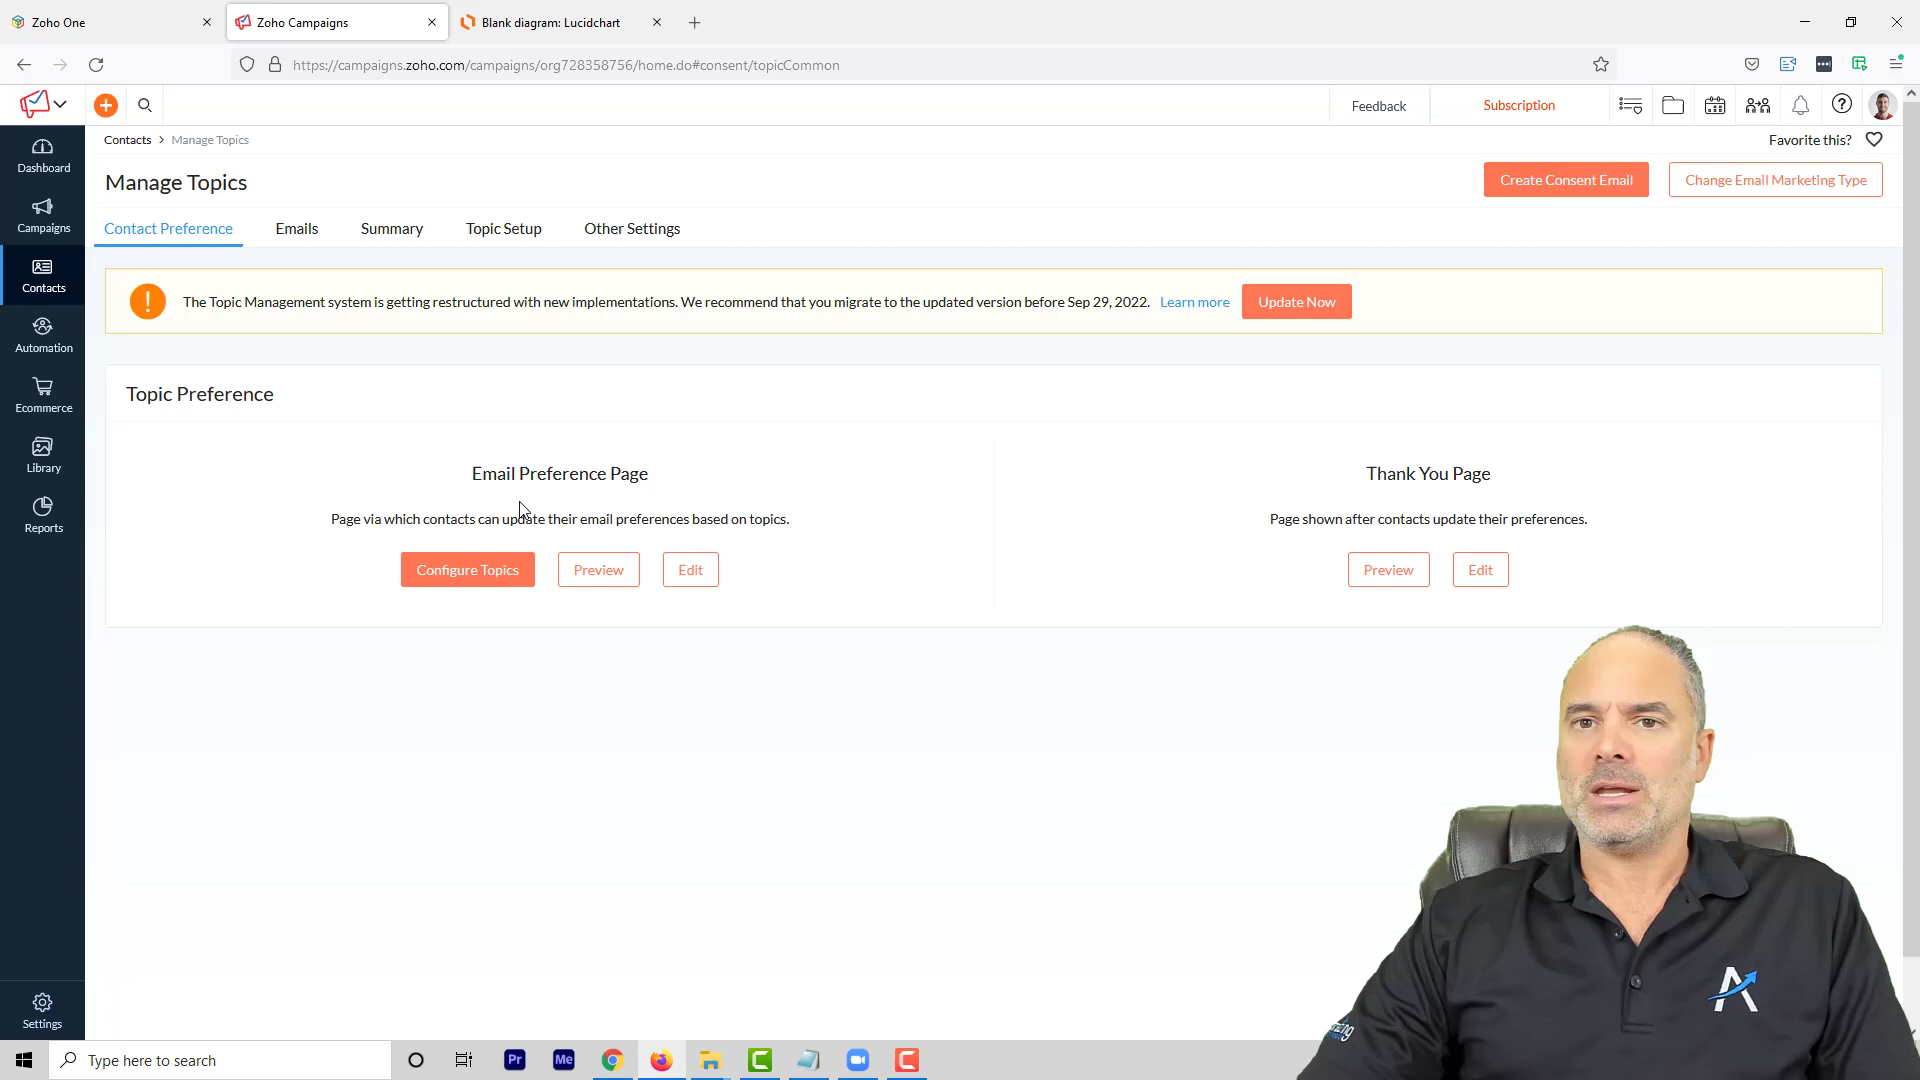 Zoho One
Zoho Campaigns
Blank diagram: Lucidchart
https://campaigns.zoho.com/campaigns/org728358756/home.do#consent/topicCommon
Feedback
Subscription
Dashboard
Campaigns
Contacts
Automation
Ecommerce
Library
Reports
Settings
Contacts > Manage Topics
Favorite this?
Manage Topics
Create Consent Email
Change Email Marketing Type
Contact Preference
Emails
Summary
Topic Setup
Other Settings
The Topic Management system is getting restructured with new implementations. We recommend that you migrate to the updated version before Sep 29, 2022. Learn more
Update Now
Topic Preference
Email Preference Page
Page via which contacts can update their email preferences based on topics.
Configure Topics
Preview
Edit
Thank You Page
Page shown after contacts update their preferences.
Preview
Edit
Type here to search
Pr
Me